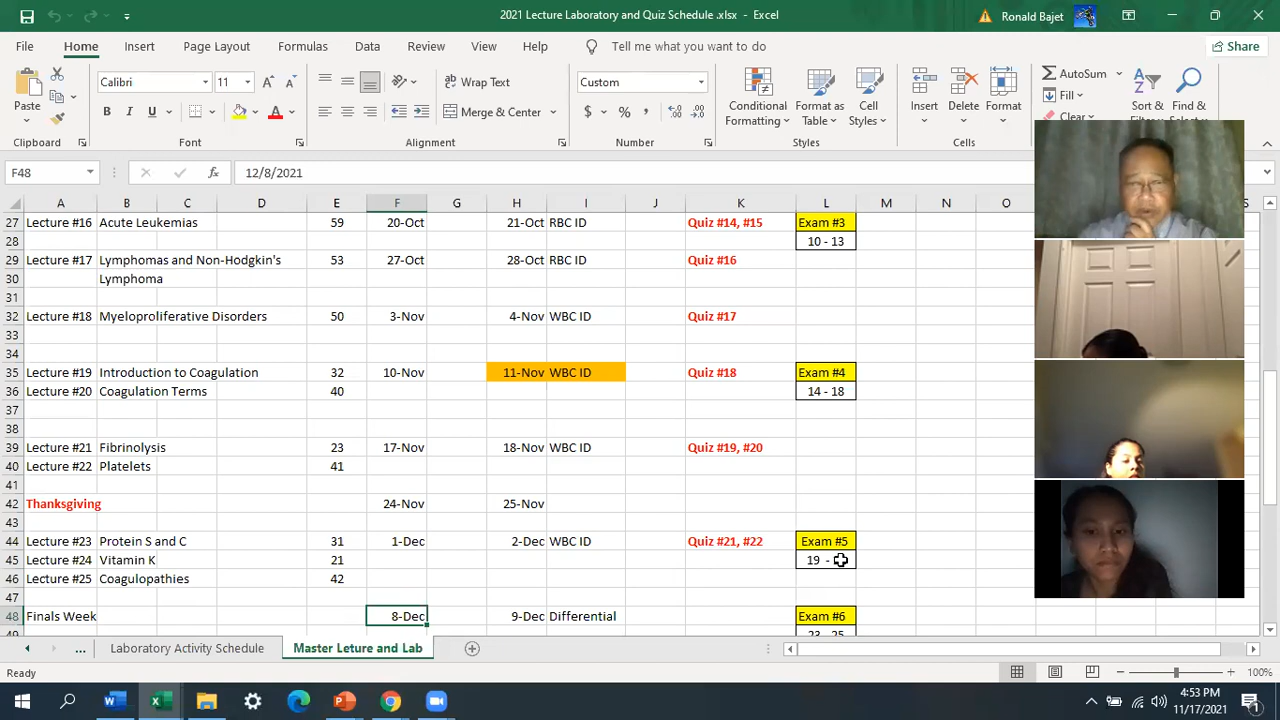 2021 Lecture Laboratory and Quiz Schedule .xlsx - Excel
Ronald Bajet
File Home Insert Page Layout Formulas Data Review View Help Tell me what you want to do Share
Calibri 11 Wrap Text Custom AutoSum
Paste B I U Merge & Center $ % Conditional Formatting Format as Table Cell Styles Insert Delete Format Fill Clear Sort & Find &
Clipboard Font Alignment Number Styles Cells
F48 fx 12/8/2021
A B C D E F G H I J K L M N O S
27 Lecture #16 Acute Leukemias 59 20-Oct 21-Oct RBC ID Quiz #14, #15 Exam #3
28 10 - 13
29 Lecture #17 Lymphomas and Non-Hodgkin's 53 27-Oct 28-Oct RBC ID Quiz #16
30 Lymphoma
31
32 Lecture #18 Myeloproliferative Disorders 50 3-Nov 4-Nov WBC ID Quiz #17
33
34
35 Lecture #19 Introduction to Coagulation 32 10-Nov 11-Nov WBC ID Quiz #18 Exam #4
36 Lecture #20 Coagulation Terms 40 14 - 18
37
38
39 Lecture #21 Fibrinolysis 23 17-Nov 18-Nov WBC ID Quiz #19, #20
40 Lecture #22 Platelets 41
41
42 Thanksgiving 24-Nov 25-Nov
43
44 Lecture #23 Protein S and C 31 1-Dec 2-Dec WBC ID Quiz #21, #22 Exam #5
45 Lecture #24 Vitamin K 21 19 -
46 Lecture #25 Coagulopathies 42
47
48 Finals Week 8-Dec 9-Dec Differential Exam #6
49 23 - 25
... Laboratory Activity Schedule Master Leture and Lab
Ready 100%
4:53 PM
11/17/2021